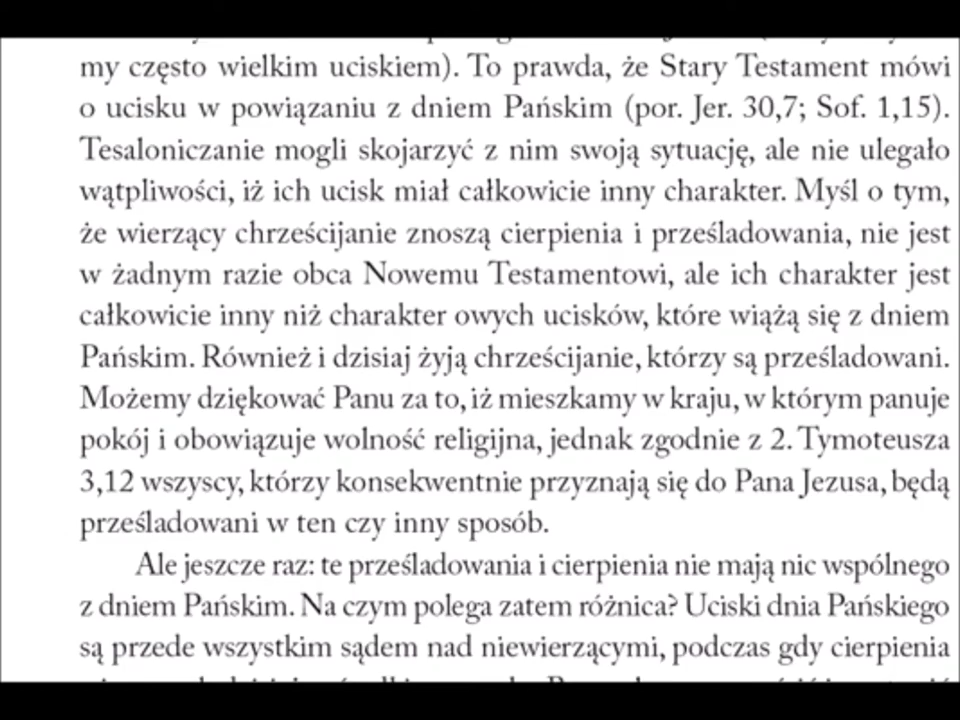 my często wielkim uciskiem). To prawda, że Stary Testament mówi
o ucisku w powiązaniu z dniem Pańskim (por. Jer. 30,7; Sof. 1,15).
Tesaloniczanie mogli skojarzyć z nim swoją sytuację, ale nie ulegało
wątpliwości, iż ich ucisk miał całkowicie inny charakter. Myśl o tym,
że wierzący chrześcijanie znoszą cierpienia i prześladowania, nie jest
w żadnym razie obca Nowemu Testamentowi, ale ich charakter jest
całkowicie inny niż charakter owych ucisków, które wiążą się z dniem
Pańskim. Również i dzisiaj żyją chrześcijanie, którzy są prześladowani.
Możemy dziękować Panu za to, iż mieszkamy w kraju, w którym panuje
pokój i obowiązuje wolność religijna, jednak zgodnie z 2. Tymoteusza
3,12 wszyscy, którzy konsekwentnie przyznają się do Pana Jezusa, będą
prześladowani w ten czy inny sposób.
Ale jeszcze raz: te prześladowania i cierpienia nie mają nic wspólnego
z dniem Pańskim. Na czym polega zatem różnica? Uciski dnia Pańskiego
są przede wszystkim sądem nad niewierzącymi, podczas gdy cierpienia